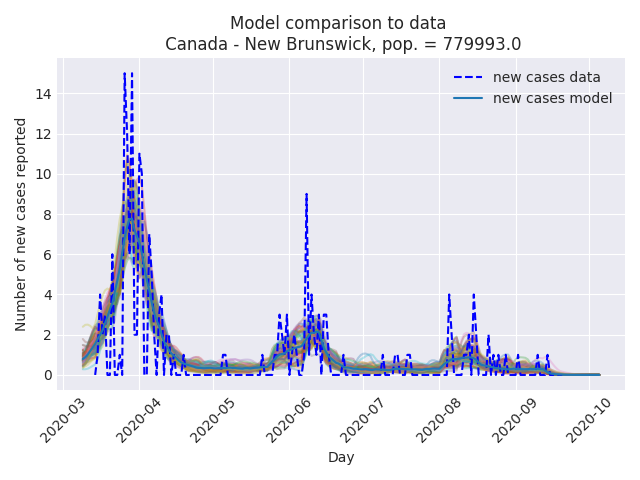 Model comparison to data
Canada - New Brunswick, pop. = 779993.0
new cases data
new cases model
Number of new cases reported
14
12
10
8
6
4
2
0
2020-03
2020-04
2020-05
2020-06
2020-07
2020-08
2020-09
2020-10
Day